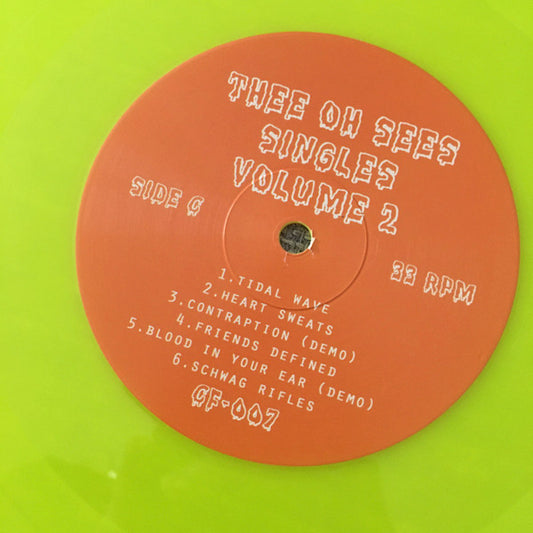 THEE OH SEES
SINGLES
VOLUME 2
SIDE C
33 RPM
1.TIDAL WAVE
2.HEART SWEATS
3.CONTRAPTION (DEMO)
4.FRIENDS DEFINED
5.BLOOD IN YOUR EAR (DEMO)
6.SCHWAG RIFLES
CF-007